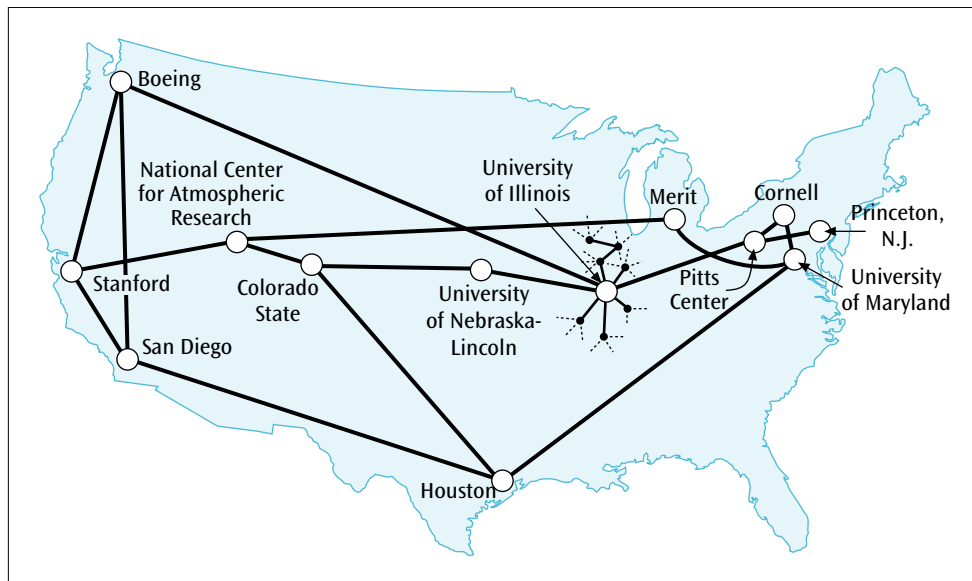 Boeing
National Center
for Atmospheric
Research
University
of Illinois
Merit
Cornell
Princeton,
N.J.
Stanford
Colorado
State
University
of Nebraska-
Lincoln
Pitts
Center
University
of Maryland
San Diego
Houston